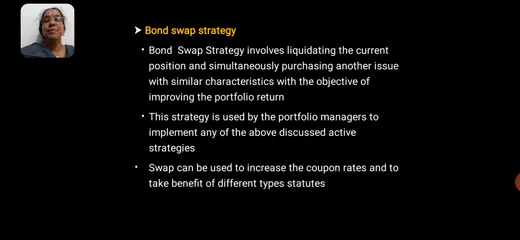 ➤ Bond swap strategy
• Bond Swap Strategy involves liquidating the current
position and simultaneously purchasing another issue
with similar characteristics with the objective of
improving the portfolio return
• This strategy is used by the portfolio managers to
implement any of the above discussed active
strategies
• Swap can be used to increase the coupon rates and to
take benefit of different types statutes